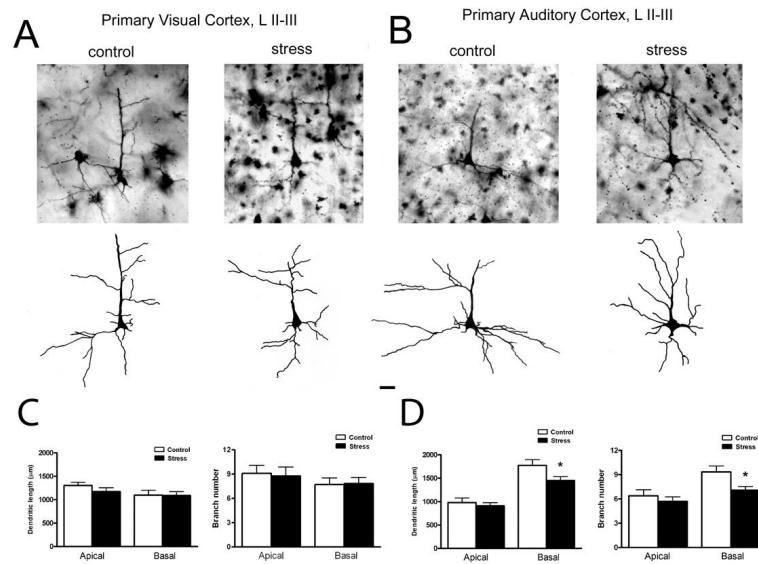 Primary Visual Cortex, L II-III
A
control
stress
Primary Auditory Cortex, L II-III
B
control
stress
C
Control
Stress
Dendritic length (μm)
2000
1500
1000
500
0
Apical
Basal
Control
Stress
Branch number
12
9
6
3
0
Apical
Basal
D
Control
Stress
Dendritic length (μm)
2000
1500
1000
500
0
*
Apical
Basal
Control
Stress
Branch number
12
9
6
3
0
*
Apical
Basal